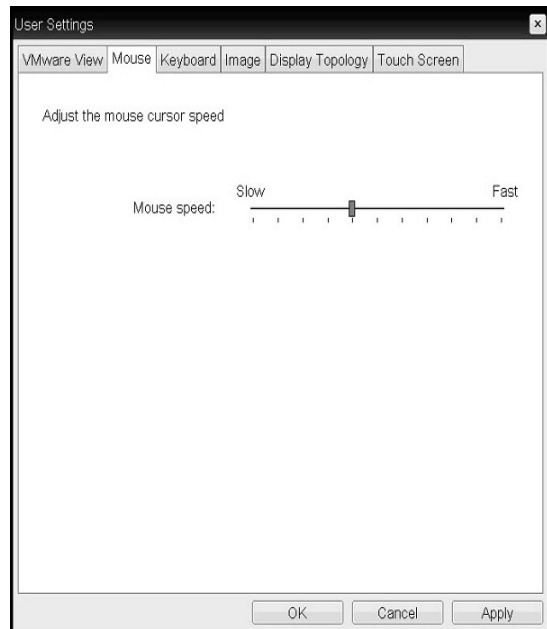 User Settings
VMware View Mouse Keyboard Image Display Topology Touch Screen
Adjust the mouse cursor speed
Slow Fast
Mouse speed:
OK Cancel Apply